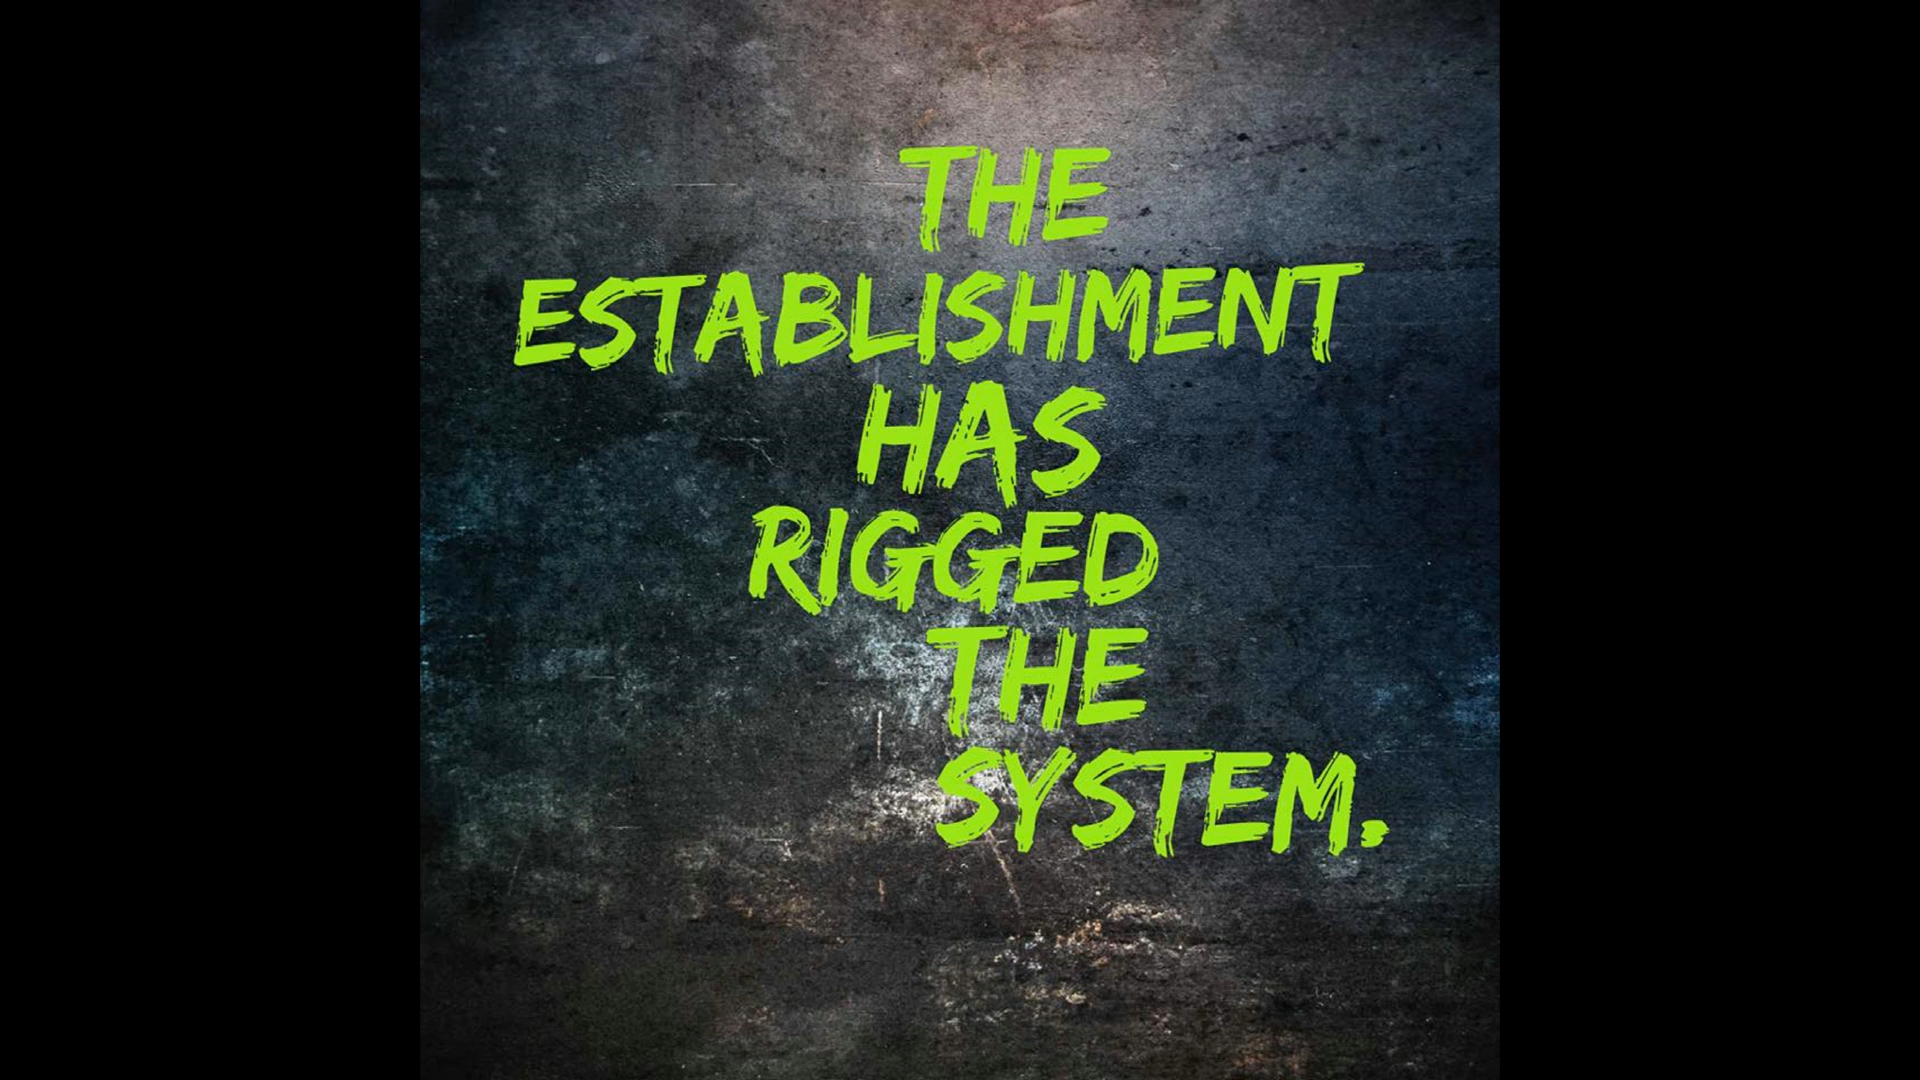 THE
ESTABLISHMENT
HAS
RIGGED
THE
SYSTEM.